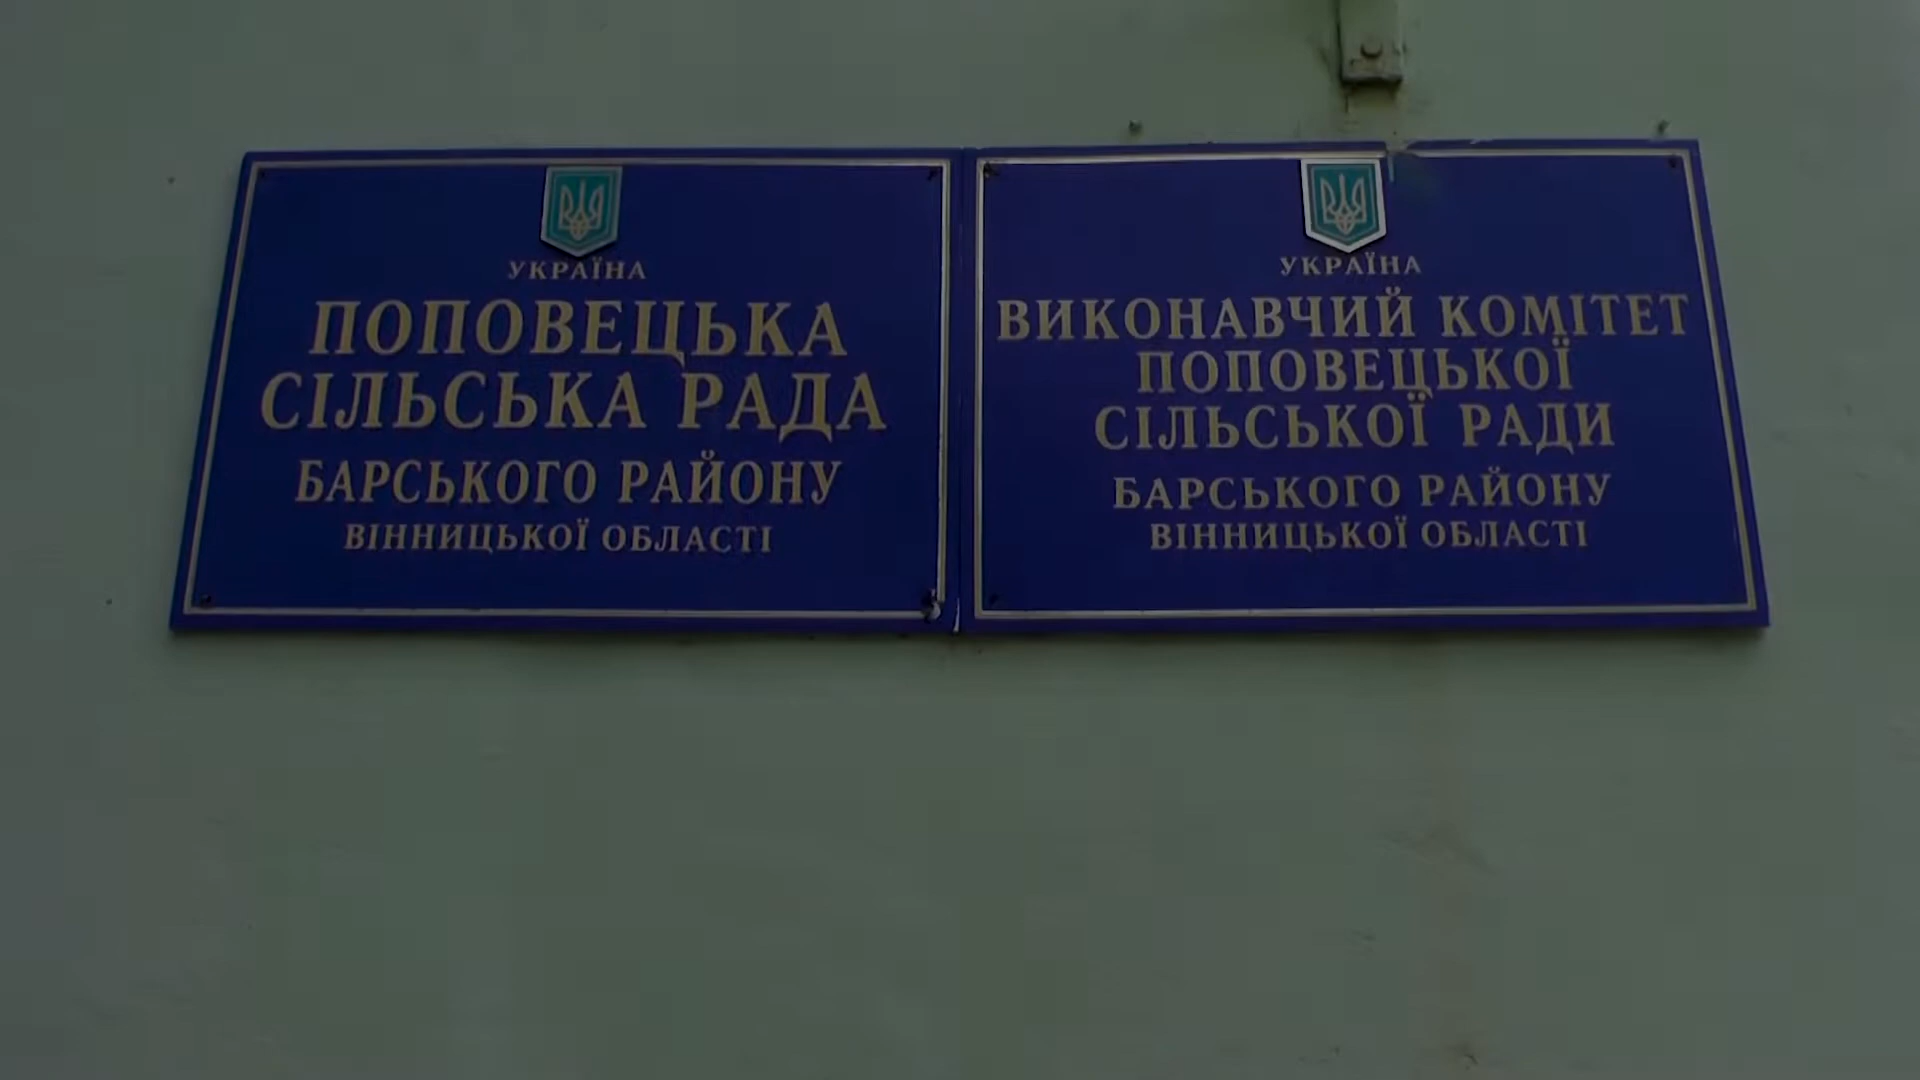 УКРАЇНА
ПОПОВЕЦЬКА
СІЛЬСЬКА РАДА
БАРСЬКОГО РАЙОНУ
ВІННИЦЬКОЇ ОБЛАСТІ
УКРАЇНА
ВИКОНАВЧИЙ КОМІТЕТ
ПОПОВЕЦЬКОЇ
СІЛЬСЬКОЇ РАДИ
БАРСЬКОГО РАЙОНУ
ВІННИЦЬКОЇ ОБЛАСТІ